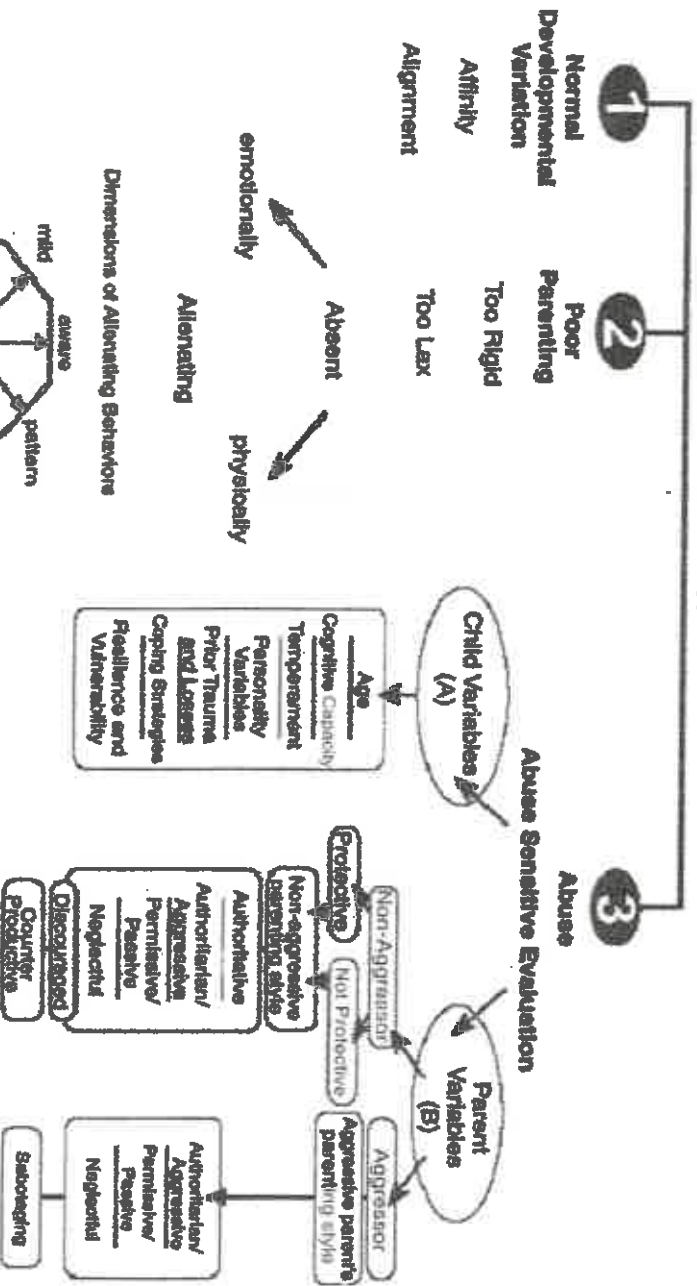 1
Normal
Developmental
Variation
Affinity
Alignment
2
Poor
Parenting
Too Rigid
Too Lax
Absent
emotionally
physically
Alienating
Dimensions of Alienating Behaviors
mild
aware
pattern
3
Abuse
Abuse Sensitive Evaluation
Child Variables
(A)
Age
Cognitive Capacity
Temperament
Personality
Variables
Prior Trauma
and Losses
Coping Strategies
Resilience and
Vulnerability
Parent
Variables
(B)
Non-Aggressor
Protective
Not Protective
Non-aggressive
parenting style
Authoritative
Authoritarian/
Aggressive
Permissive/
Passive
Neglectful
Discouraged
Counter
Productive
Aggressor
Aggressive parent's
parenting style
Authoritarian/
Aggressive
Permissive/
Passive
Neglectful
Sabotaging